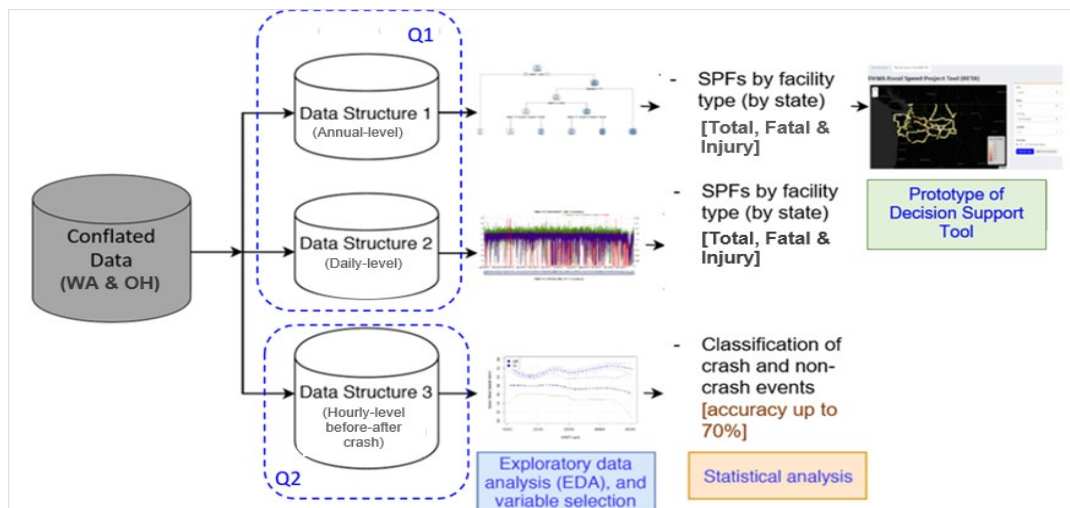 Q1
Data Structure 1
(Annual-level)
- SPFs by facility
type (by state)
[Total, Fatal &
Injury]
Prototype of
Decision Support
Tool
Conflated
Data
(WA & OH)
Data Structure 2
(Daily-level)
- SPFs by facility
type (by state)
[Total, Fatal &
Injury]
Data Structure 3
(Hourly-level
before-after
crash)
Q2
- Classification of
crash and non-
crash events
[accuracy up to
70%]
Exploratory data
analysis (EDA), and
variable selection
Statistical analysis